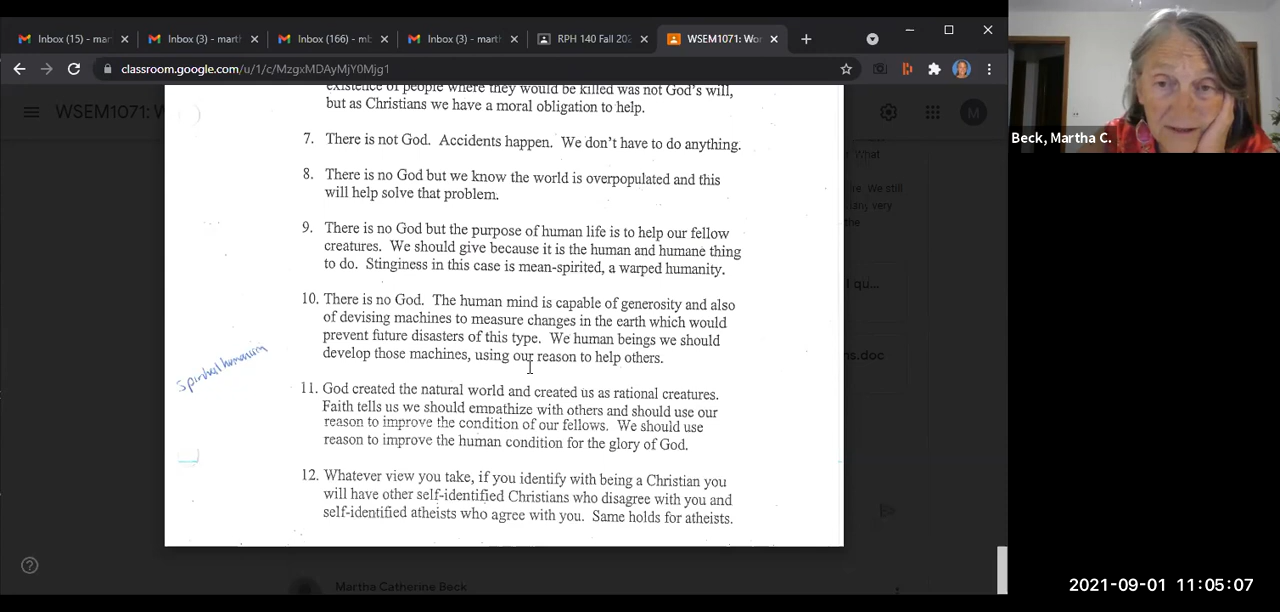 Inbox (15) - mar
Inbox (3) - marth
Inbox (166) - mb
Inbox (3) - marth
RPH 140 Fall 202
WSEM1071: Wor
classroom.google.com/u/1/c/MzgxMDAyMjY0Mjg1
WSEM1071: W
M
existence of people where they would be killed was not God's will,
but as Christians we have a moral obligation to help.
7. There is not God. Accidents happen. We don't have to do anything.
8. There is no God but we know the world is overpopulated and this
will help solve that problem.
9. There is no God but the purpose of human life is to help our fellow
creatures. We should give because it is the human and humane thing
to do. Stinginess in this case is mean-spirited, a warped humanity.
10. There is no God. The human mind is capable of generosity and also
of devising machines to measure changes in the earth which would
prevent future disasters of this type. We human beings we should
develop those machines, using our reason to help others.
11. God created the natural world and created us as rational creatures.
Faith tells us we should empathize with others and should use our
reason to improve the condition of our fellows. We should use
reason to improve the human condition for the glory of God.
12. Whatever view you take, if you identify with being a Christian you
will have other self-identified Christians who disagree with you and
self-identified atheists who agree with you. Same holds for atheists.
What
re. We still
any very
the
I qu...
ns.doc
Martha Catherine Beck
Beck, Martha C.
2021-09-01 11:05:07